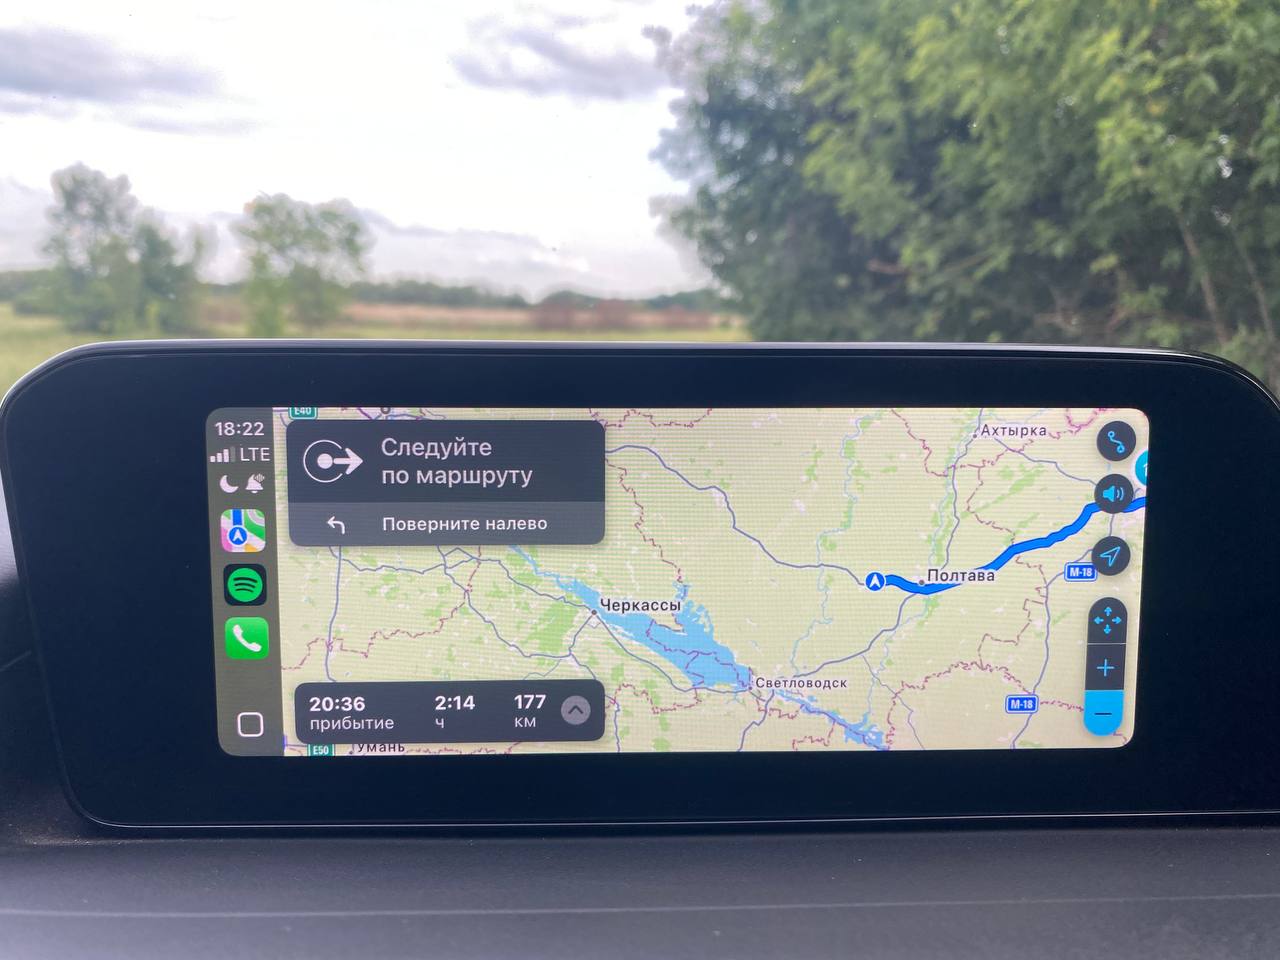 18:22
LTE
E40
Следуйте
по маршруту
Поверните налево
Ахтырка
Полтава
M-18
Черкассы
Светловодск
M-18
20:36
прибытие
2:14
ч
177
км
E50
Умань